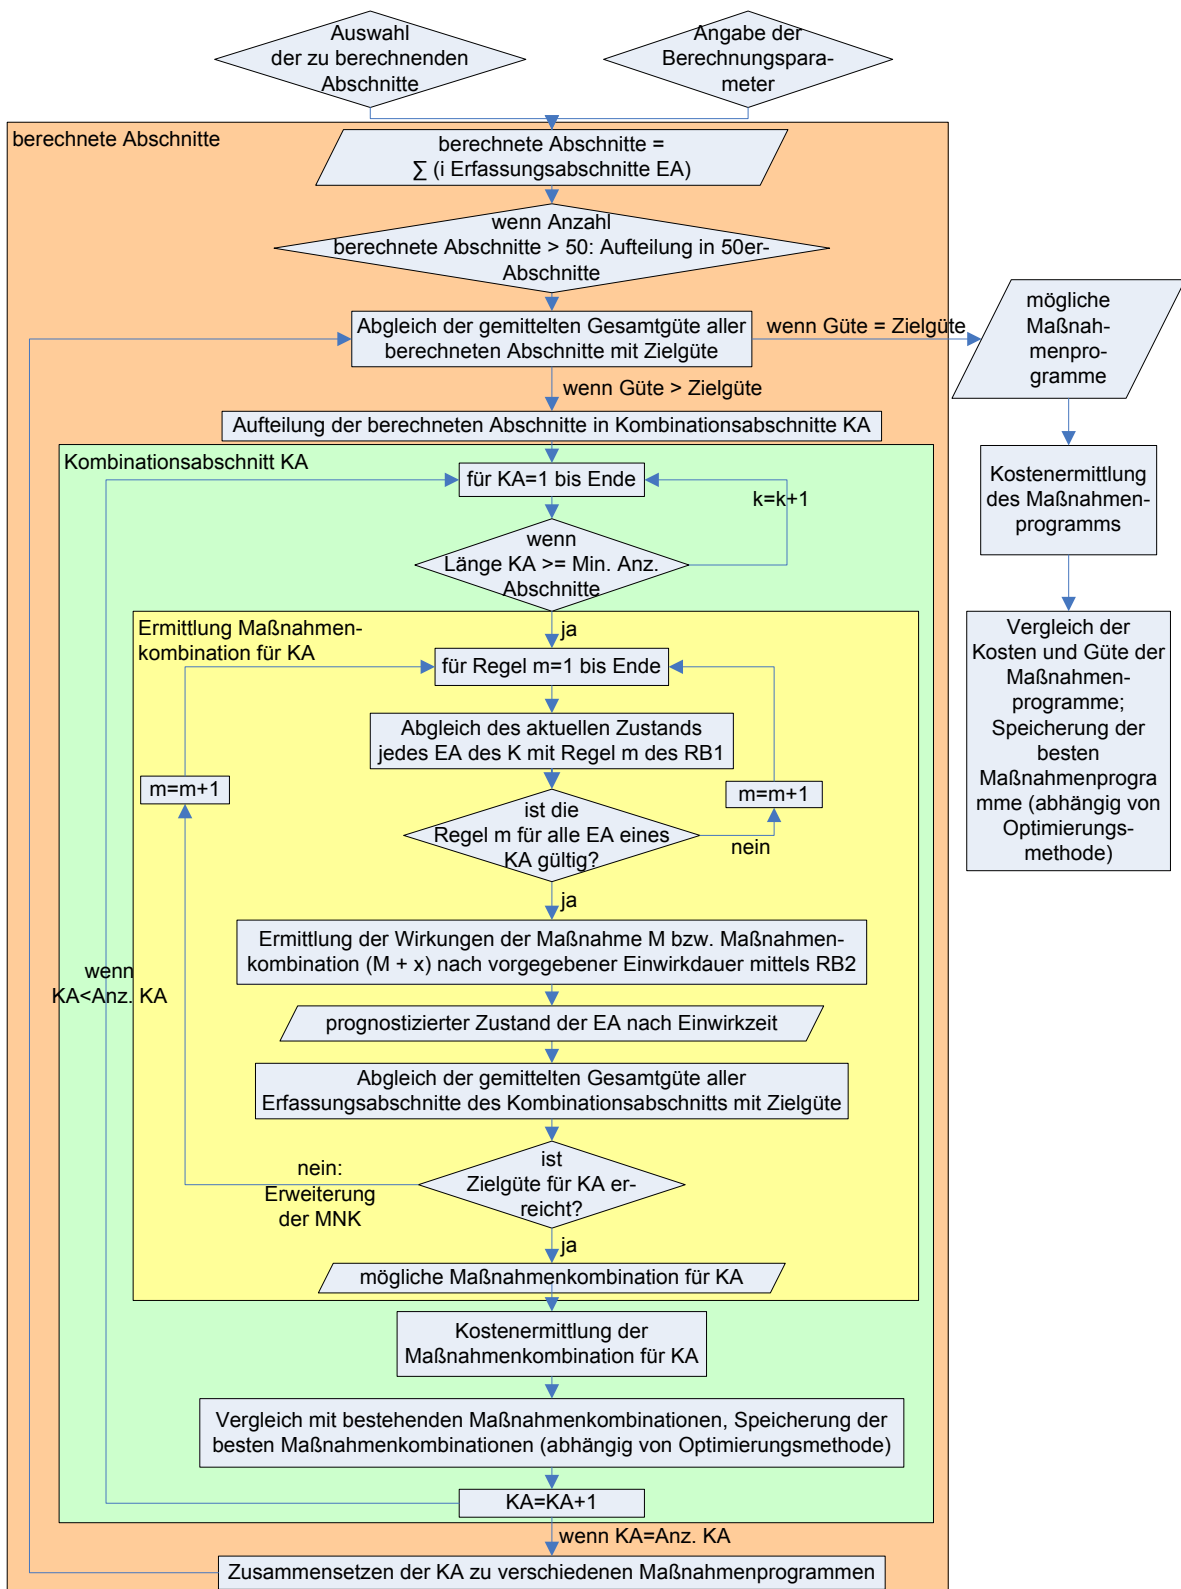 Auswahl
der zu berechnenden
Abschnitte
Angabe der
Berechnungspara-
meter
berechnete Abschnitte
berechnete Abschnitte =
∑ (i Erfassungsabschnitte EA)
wenn Anzahl
berechnete Abschnitte > 50: Aufteilung in 50er-
Abschnitte
Abgleich der gemittelten Gesamtgüte aller
berechneten Abschnitte mit Zielgüte
wenn Güte = Zielgüte
mögliche
Maßnah-
menpro-
gramme
wenn Güte > Zielgüte
Aufteilung der berechneten Abschnitte in Kombinationsabschnitte KA
Kombinationsabschnitt KA
für KA=1 bis Ende
k=k+1
Kostenermittlung
des Maßnahmen-
programms
wenn
Länge KA >= Min. Anz.
Abschnitte
ja
Ermittlung Maßnahmen-
kombination für KA
für Regel m=1 bis Ende
Vergleich der
Kosten und Güte der
Maßnahmen-
programme;
Speicherung der
besten
Maßnahmenprogra
mme (abhängig von
Optimierungs-
methode)
Abgleich des aktuellen Zustands
jedes EA des K mit Regel m des RB1
m=m+1
m=m+1
ist die
Regel m für alle EA eines
KA gültig?
nein
ja
Ermittlung der Wirkungen der Maßnahme M bzw. Maßnahmen-
kombination (M + x) nach vorgegebener Einwirkdauer mittels RB2
wenn
KA<Anz. KA
prognostizierter Zustand der EA nach Einwirkzeit
Abgleich der gemittelten Gesamtgüte aller
Erfassungsabschnitte des Kombinationsabschnitts mit Zielgüte
ist
Zielgüte für KA er-
reicht?
nein:
Erweiterung
der MNK
ja
mögliche Maßnahmenkombination für KA
Kostenermittlung der
Maßnahmenkombination für KA
Vergleich mit bestehenden Maßnahmenkombinationen, Speicherung der
besten Maßnahmenkombinationen (abhängig von Optimierungsmethode)
KA=KA+1
wenn KA=Anz. KA
Zusammensetzen der KA zu verschiedenen Maßnahmenprogrammen